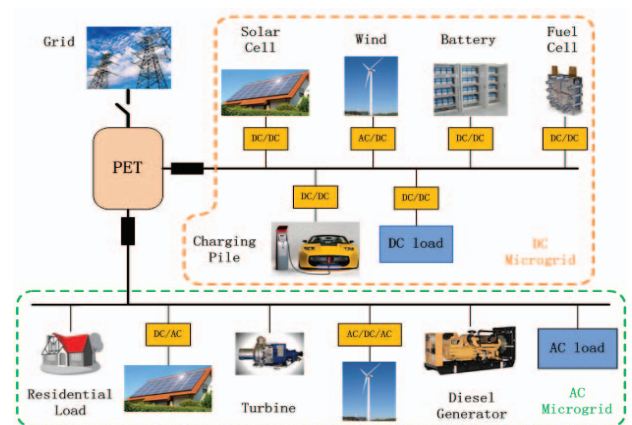 Grid
Solar
Cell
Wind
Battery
Fuel
Cell
DC/DC
AC/DC
DC/DC
DC/DC
PET
DC/DC
DC/DC
Charging
Pile
DC load
DC
Microgrid
DC/AC
AC/DC/AC
AC load
Residential
Load
Turbine
Diesel
Generator
AC
Microgrid